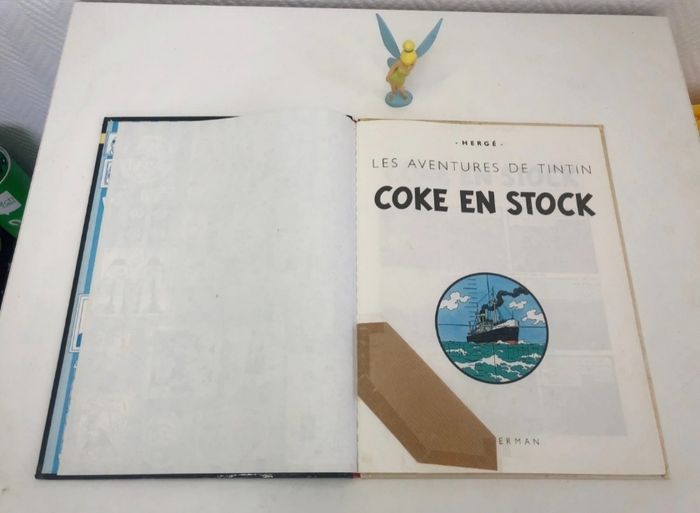 • HERGÉ •
LES AVENTURES DE TINTIN
COKE EN STOCK
ERMAN